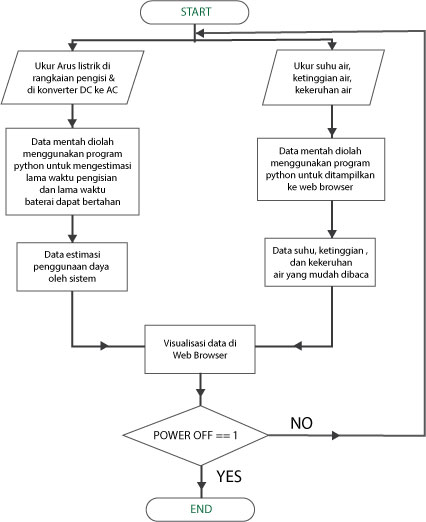 START
Ukur Arus listrik di
rangkaian pengisi &
di konverter DC ke AC
Ukur suhu air,
ketinggian air,
kekeruhan air
Data mentah diolah
menggunakan program
python untuk mengestimasi
lama waktu pengisian
dan lama waktu
baterai dapat bertahan
Data mentah diolah
menggunakan program
python untuk ditampilkan
ke web browser
Data estimasi
penggunaan daya
oleh sistem
Data suhu, ketinggian ,
dan kekeruhan
air yang mudah dibaca
Visualisasi data di
Web Browser
POWER OFF == 1
NO
YES
END